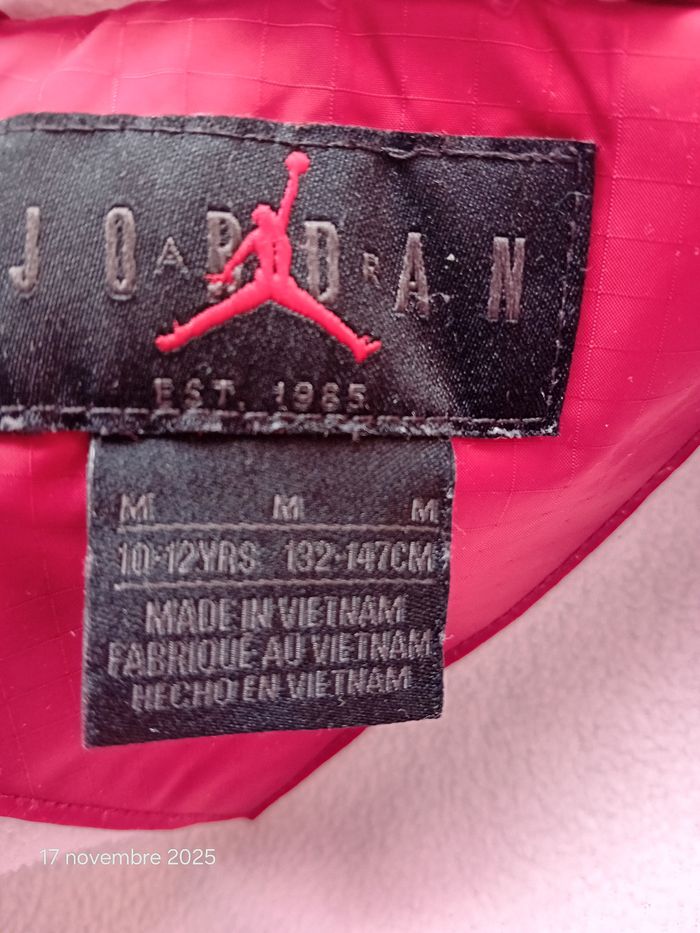 JORDAN
AIR
EST. 1985
M M M
10-12YRS 132-147CM
MADE IN VIETNAM
FABRIQUÉ AU VIETNAM
HECHO EN VIETNAM
17 novembre 2025